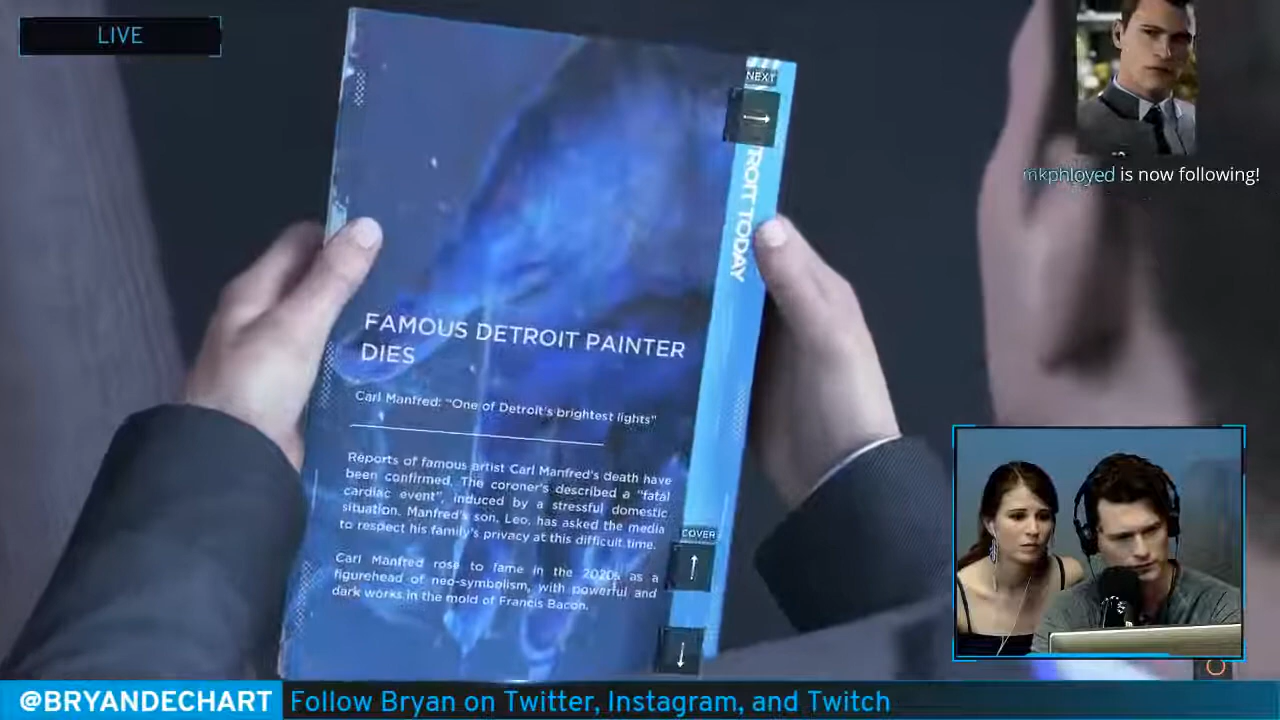 LIVE
NEXT
ROIT TODAY
mkphloyed is now following!
FAMOUS DETROIT PAINTER
DIES
Carl Manfred: "One of Detroit's brightest lights"
Reports of famous artist Carl Manfred's death have
been confirmed. The coroner's described a "fatal
cardiac event", induced by a stressful domestic
situation. Manfred's son, Leo, has asked the media
to respect his family's privacy at this difficult time.
Carl Manfred rose to fame in the 2020s as a
figurehead of neo-symbolism, with powerful and
dark works in the mold of Francis Bacon.
COVER
@BRYANDECHART Follow Bryan on Twitter, Instagram, and Twitch